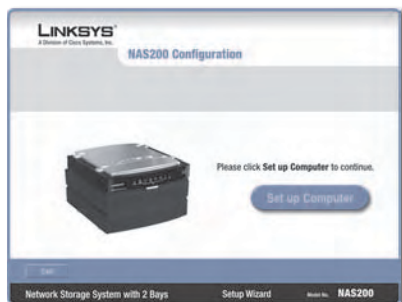 LINKSYS®
A Division of Cisco Systems, Inc.
NAS200 Configuration
Please click Set up Computer to continue.
Set up Computer
Exit
Network Storage System with 2 Bays
Setup Wizard
Model No.
NAS200